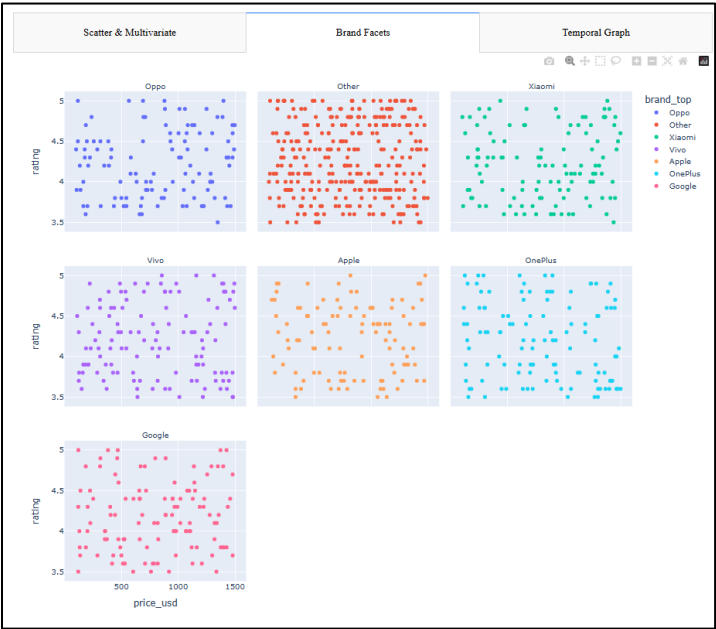 Scatter & Multivariate
Brand Facets
Temporal Graph
Oppo
Other
Xiaomi
brand_top
Oppo
Other
Xiaomi
Vivo
Apple
OnePlus
Google
5
4.5
4
3.5
rating
Vivo
Apple
OnePlus
5
4.5
4
3.5
rating
Google
5
4.5
4
3.5
rating
500
1000
1500
price_usd